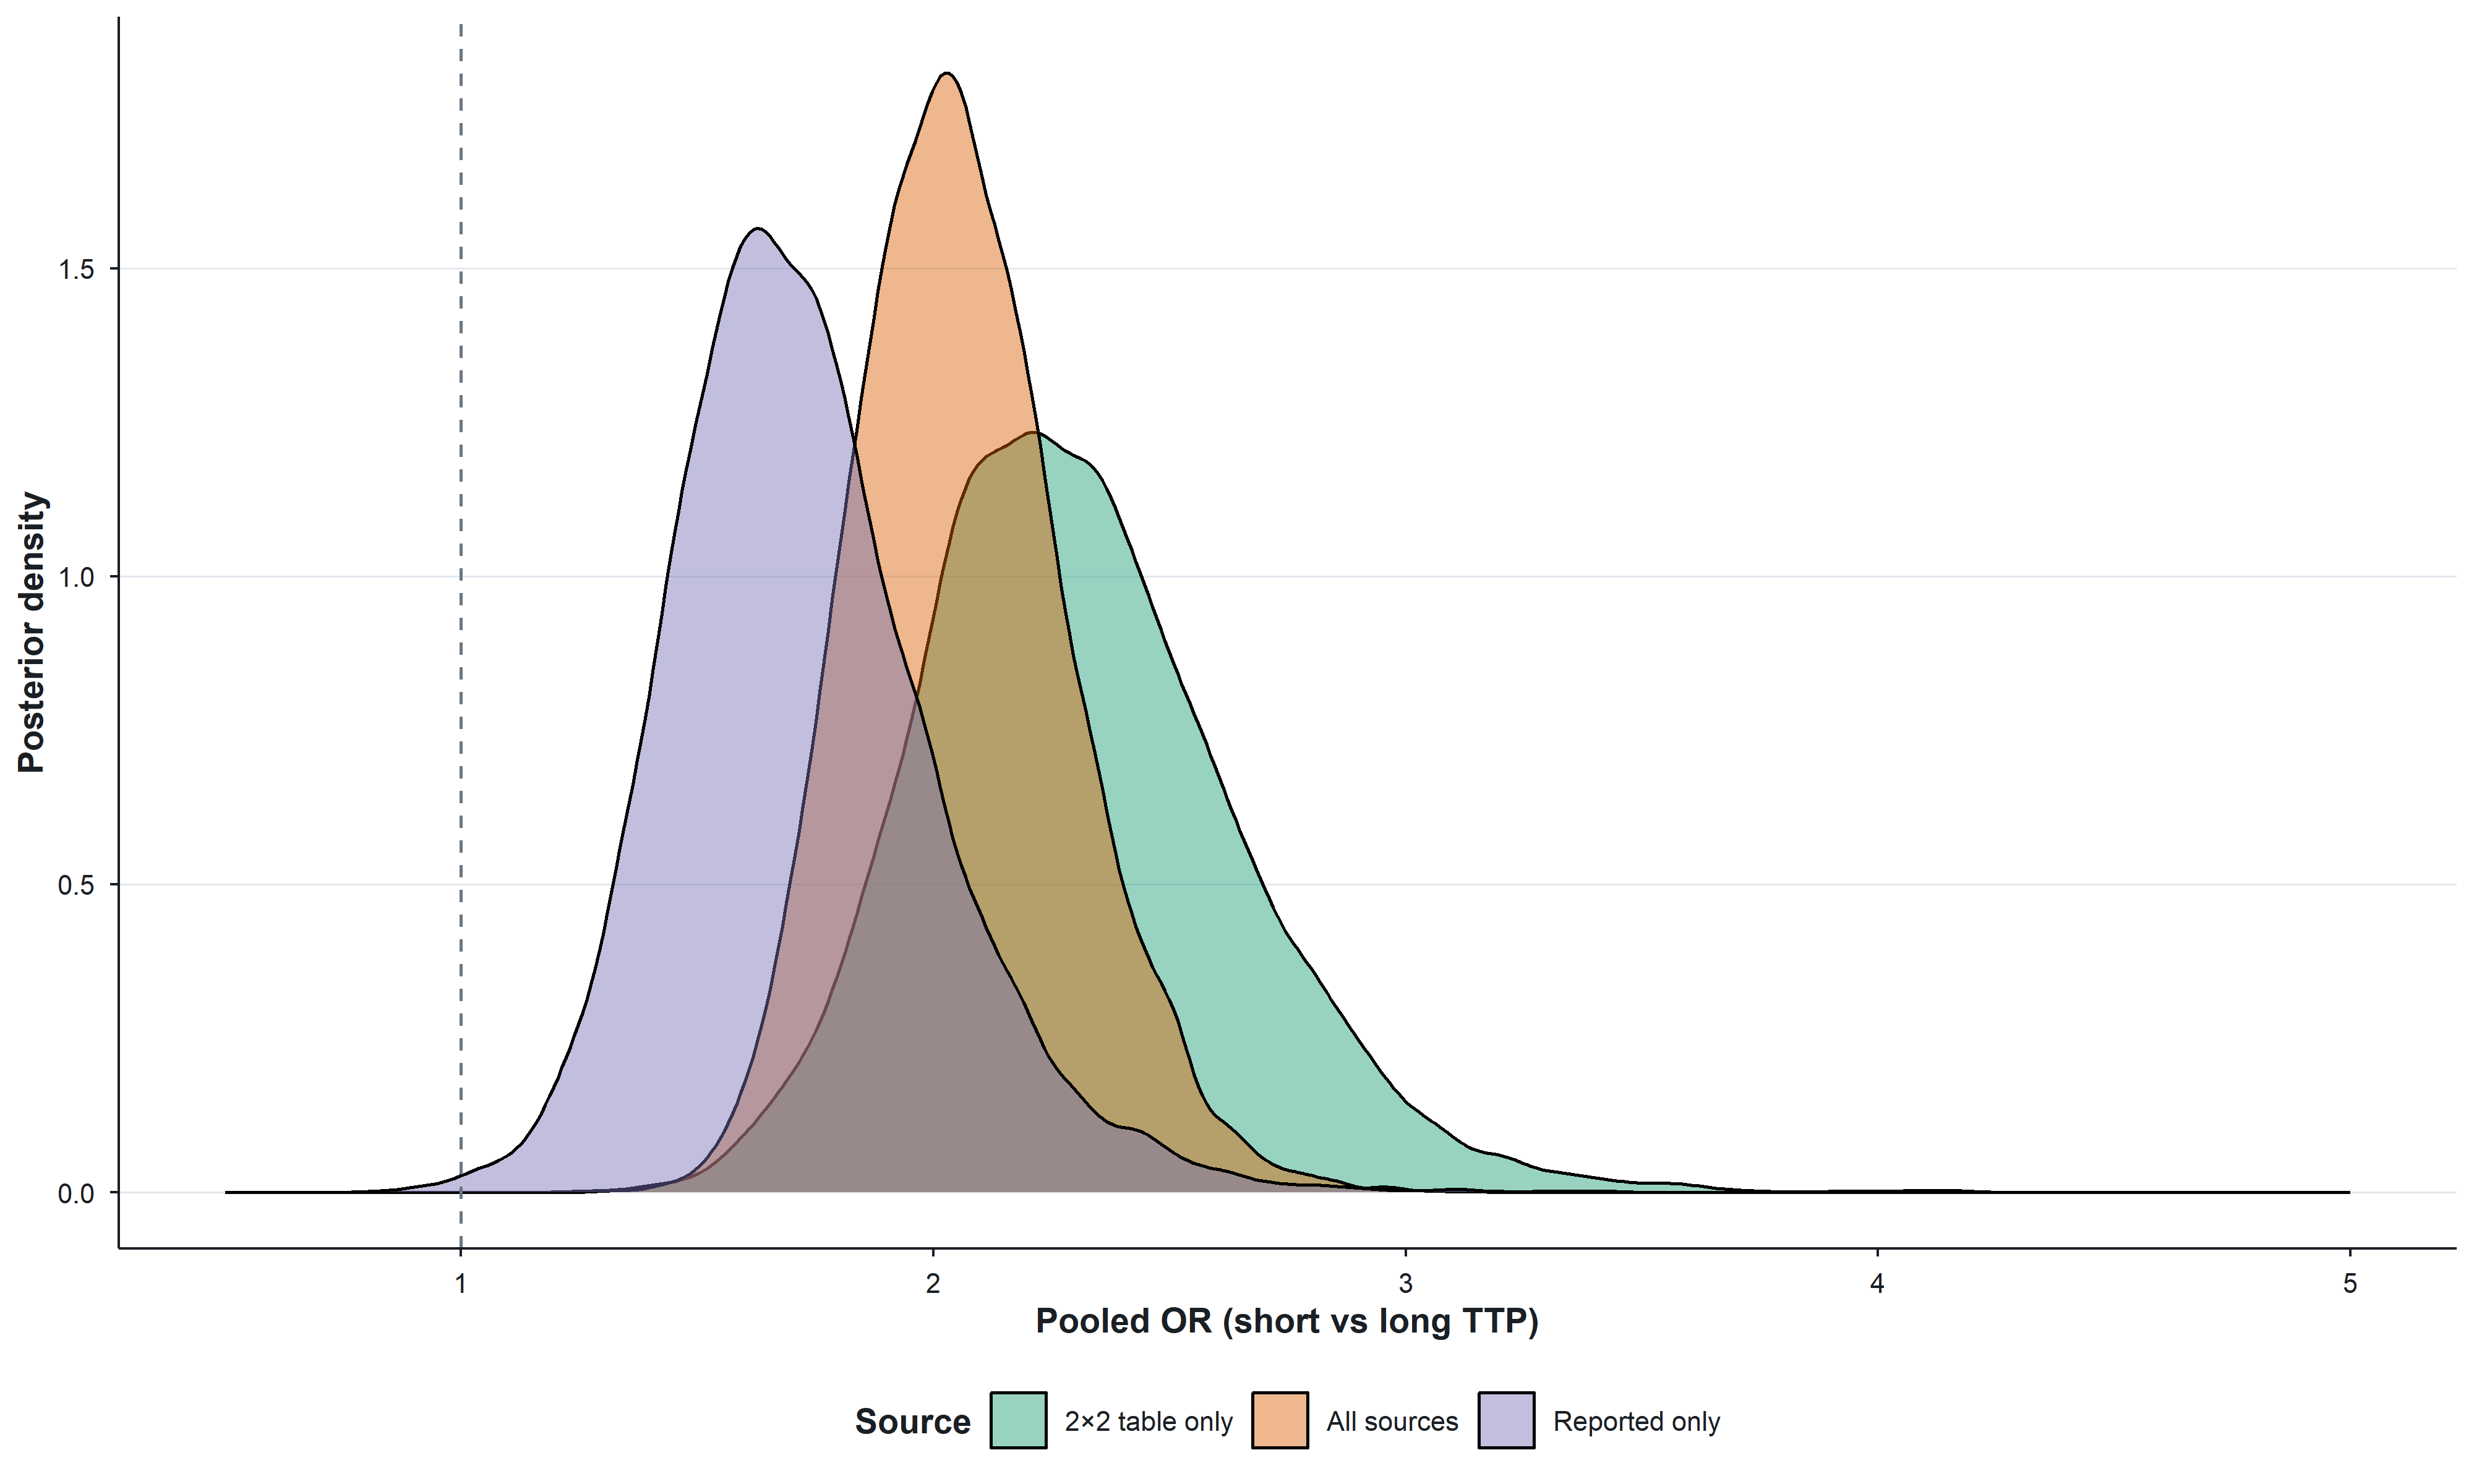 Posterior density
1.5
1.0
0.5
0.0
1 2 3 4 5
Pooled OR (short vs long TTP)
Source 2×2 table only All sources Reported only